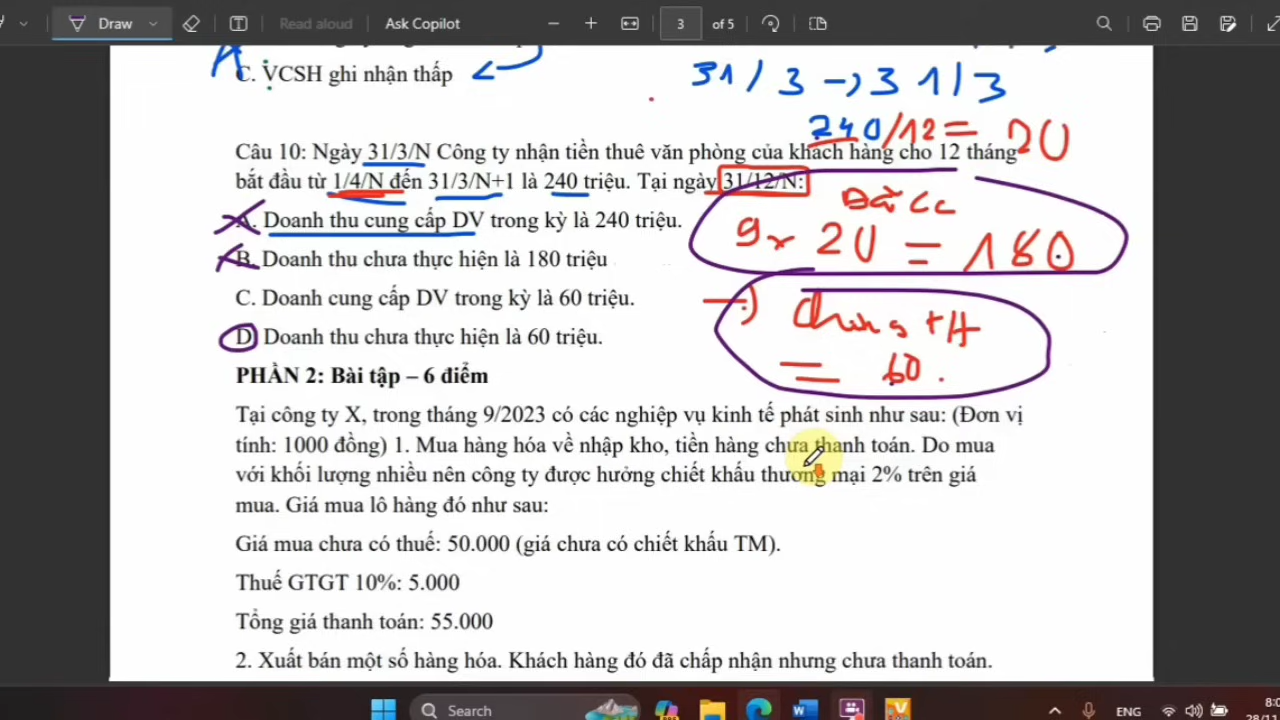 Draw
Read aloud
Ask Copilot
3 of 5
C. VCSH ghi nhận thấp
31/3 → 31/3
240/12 = 20
Câu 10: Ngày 31/3/N Công ty nhận tiền thuê văn phòng của khách hàng cho 12 tháng
bắt đầu từ 1/4/N đến 31/3/N+1 là 240 triệu. Tại ngày 31/12/N:
Đã CC
A. Doanh thu cung cấp DV trong kỳ là 240 triệu.
9 x 20 = 180
B. Doanh thu chưa thực hiện là 180 triệu
C. Doanh cung cấp DV trong kỳ là 60 triệu.
D. Doanh thu chưa thực hiện là 60 triệu.
= 60.
PHẦN 2: Bài tập – 6 điểm
Tại công ty X, trong tháng 9/2023 có các nghiệp vụ kinh tế phát sinh như sau: (Đơn vị
tính: 1000 đồng) 1. Mua hàng hóa về nhập kho, tiền hàng chưa thanh toán. Do mua
với khối lượng nhiều nên công ty được hưởng chiết khấu thương mại 2% trên giá
mua. Giá mua lô hàng đó như sau:
Giá mua chưa có thuế: 50.000 (giá chưa có chiết khấu TM).
Thuế GTGT 10%: 5.000
Tổng giá thanh toán: 55.000
2. Xuất bán một số hàng hóa. Khách hàng đó đã chấp nhận nhưng chưa thanh toán.
Search
ENG